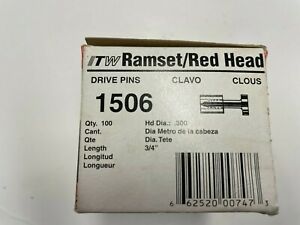 ITW Ramset/Red Head
DRIVE PINS CLAVO CLOUS
1506
Qty. 100 Hd Dia.: .300
Cant. Dia Metro de la cabeza
Qte Dia. Tete
Length 3/4"
Longitud
Longueur
6 62520 00747 3